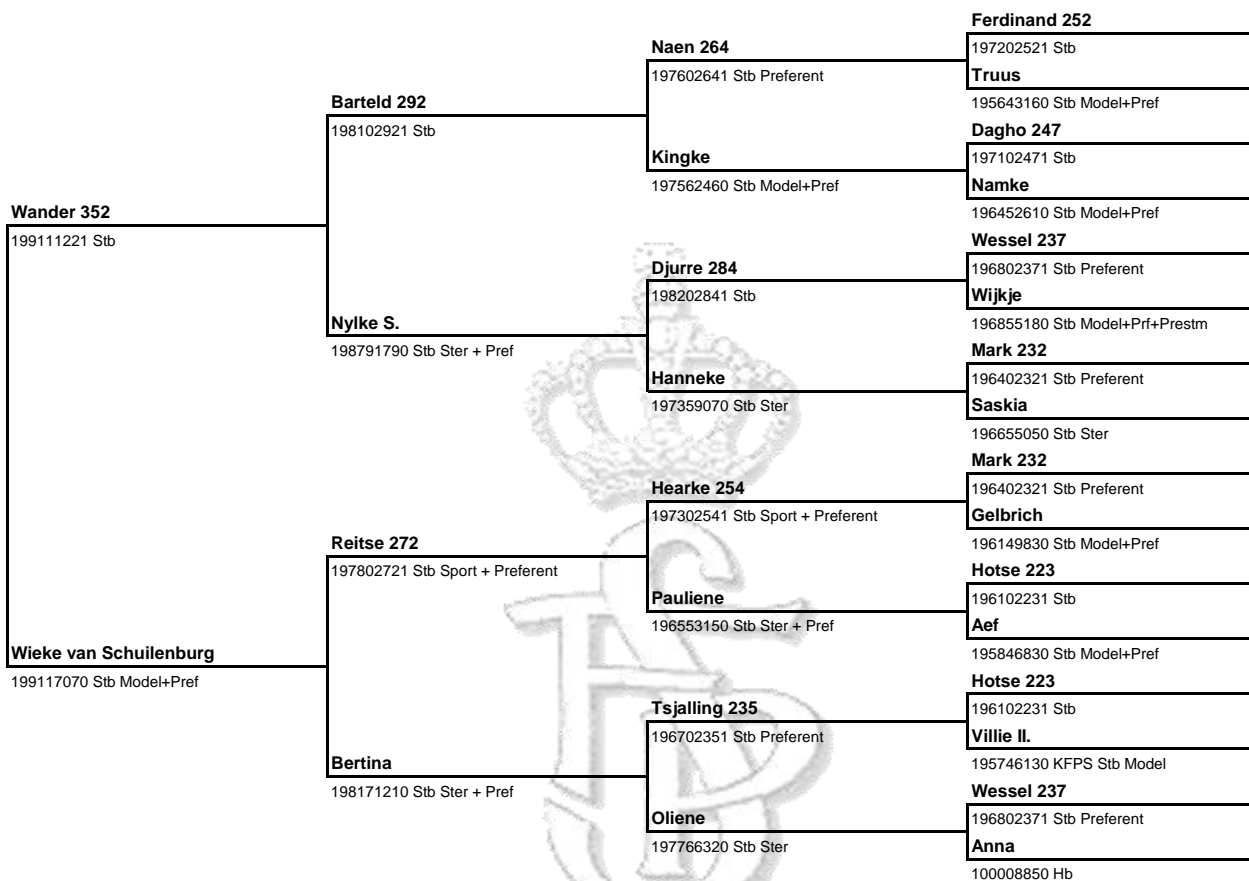 Ferdinand 252
Naen 264
197202521 Stb
197602641 Stb Preferent
Truus
Barteld 292
195643160 Stb Model+Pref
198102921 Stb
Dagho 247
Kingke
197102471 Stb
197562460 Stb Model+Pref
Namke
Wander 352
196452610 Stb Model+Pref
199111221 Stb
Wessel 237
Djurre 284
196802371 Stb Preferent
198202841 Stb
Wijkje
Nylke S.
196855180 Stb Model+Prf+Prestm
198791790 Stb Ster + Pref
Mark 232
Hanneke
196402321 Stb Preferent
197359070 Stb Ster
Saskia
196655050 Stb Ster
Mark 232
Hearke 254
196402321 Stb Preferent
197302541 Stb Sport + Preferent
Gelbrich
Reitse 272
196149830 Stb Model+Pref
197802721 Stb Sport + Preferent
Hotse 223
Pauliene
196102231 Stb
196553150 Stb Ster + Pref
Aef
Wieke van Schuilenburg
195846830 Stb Model+Pref
199117070 Stb Model+Pref
Hotse 223
Tsjalling 235
196102231 Stb
196702351 Stb Preferent
Villie II.
Bertina
195746130 KFPS Stb Model
198171210 Stb Ster + Pref
Wessel 237
Oliene
196802371 Stb Preferent
197766320 Stb Ster
Anna
100008850 Hb